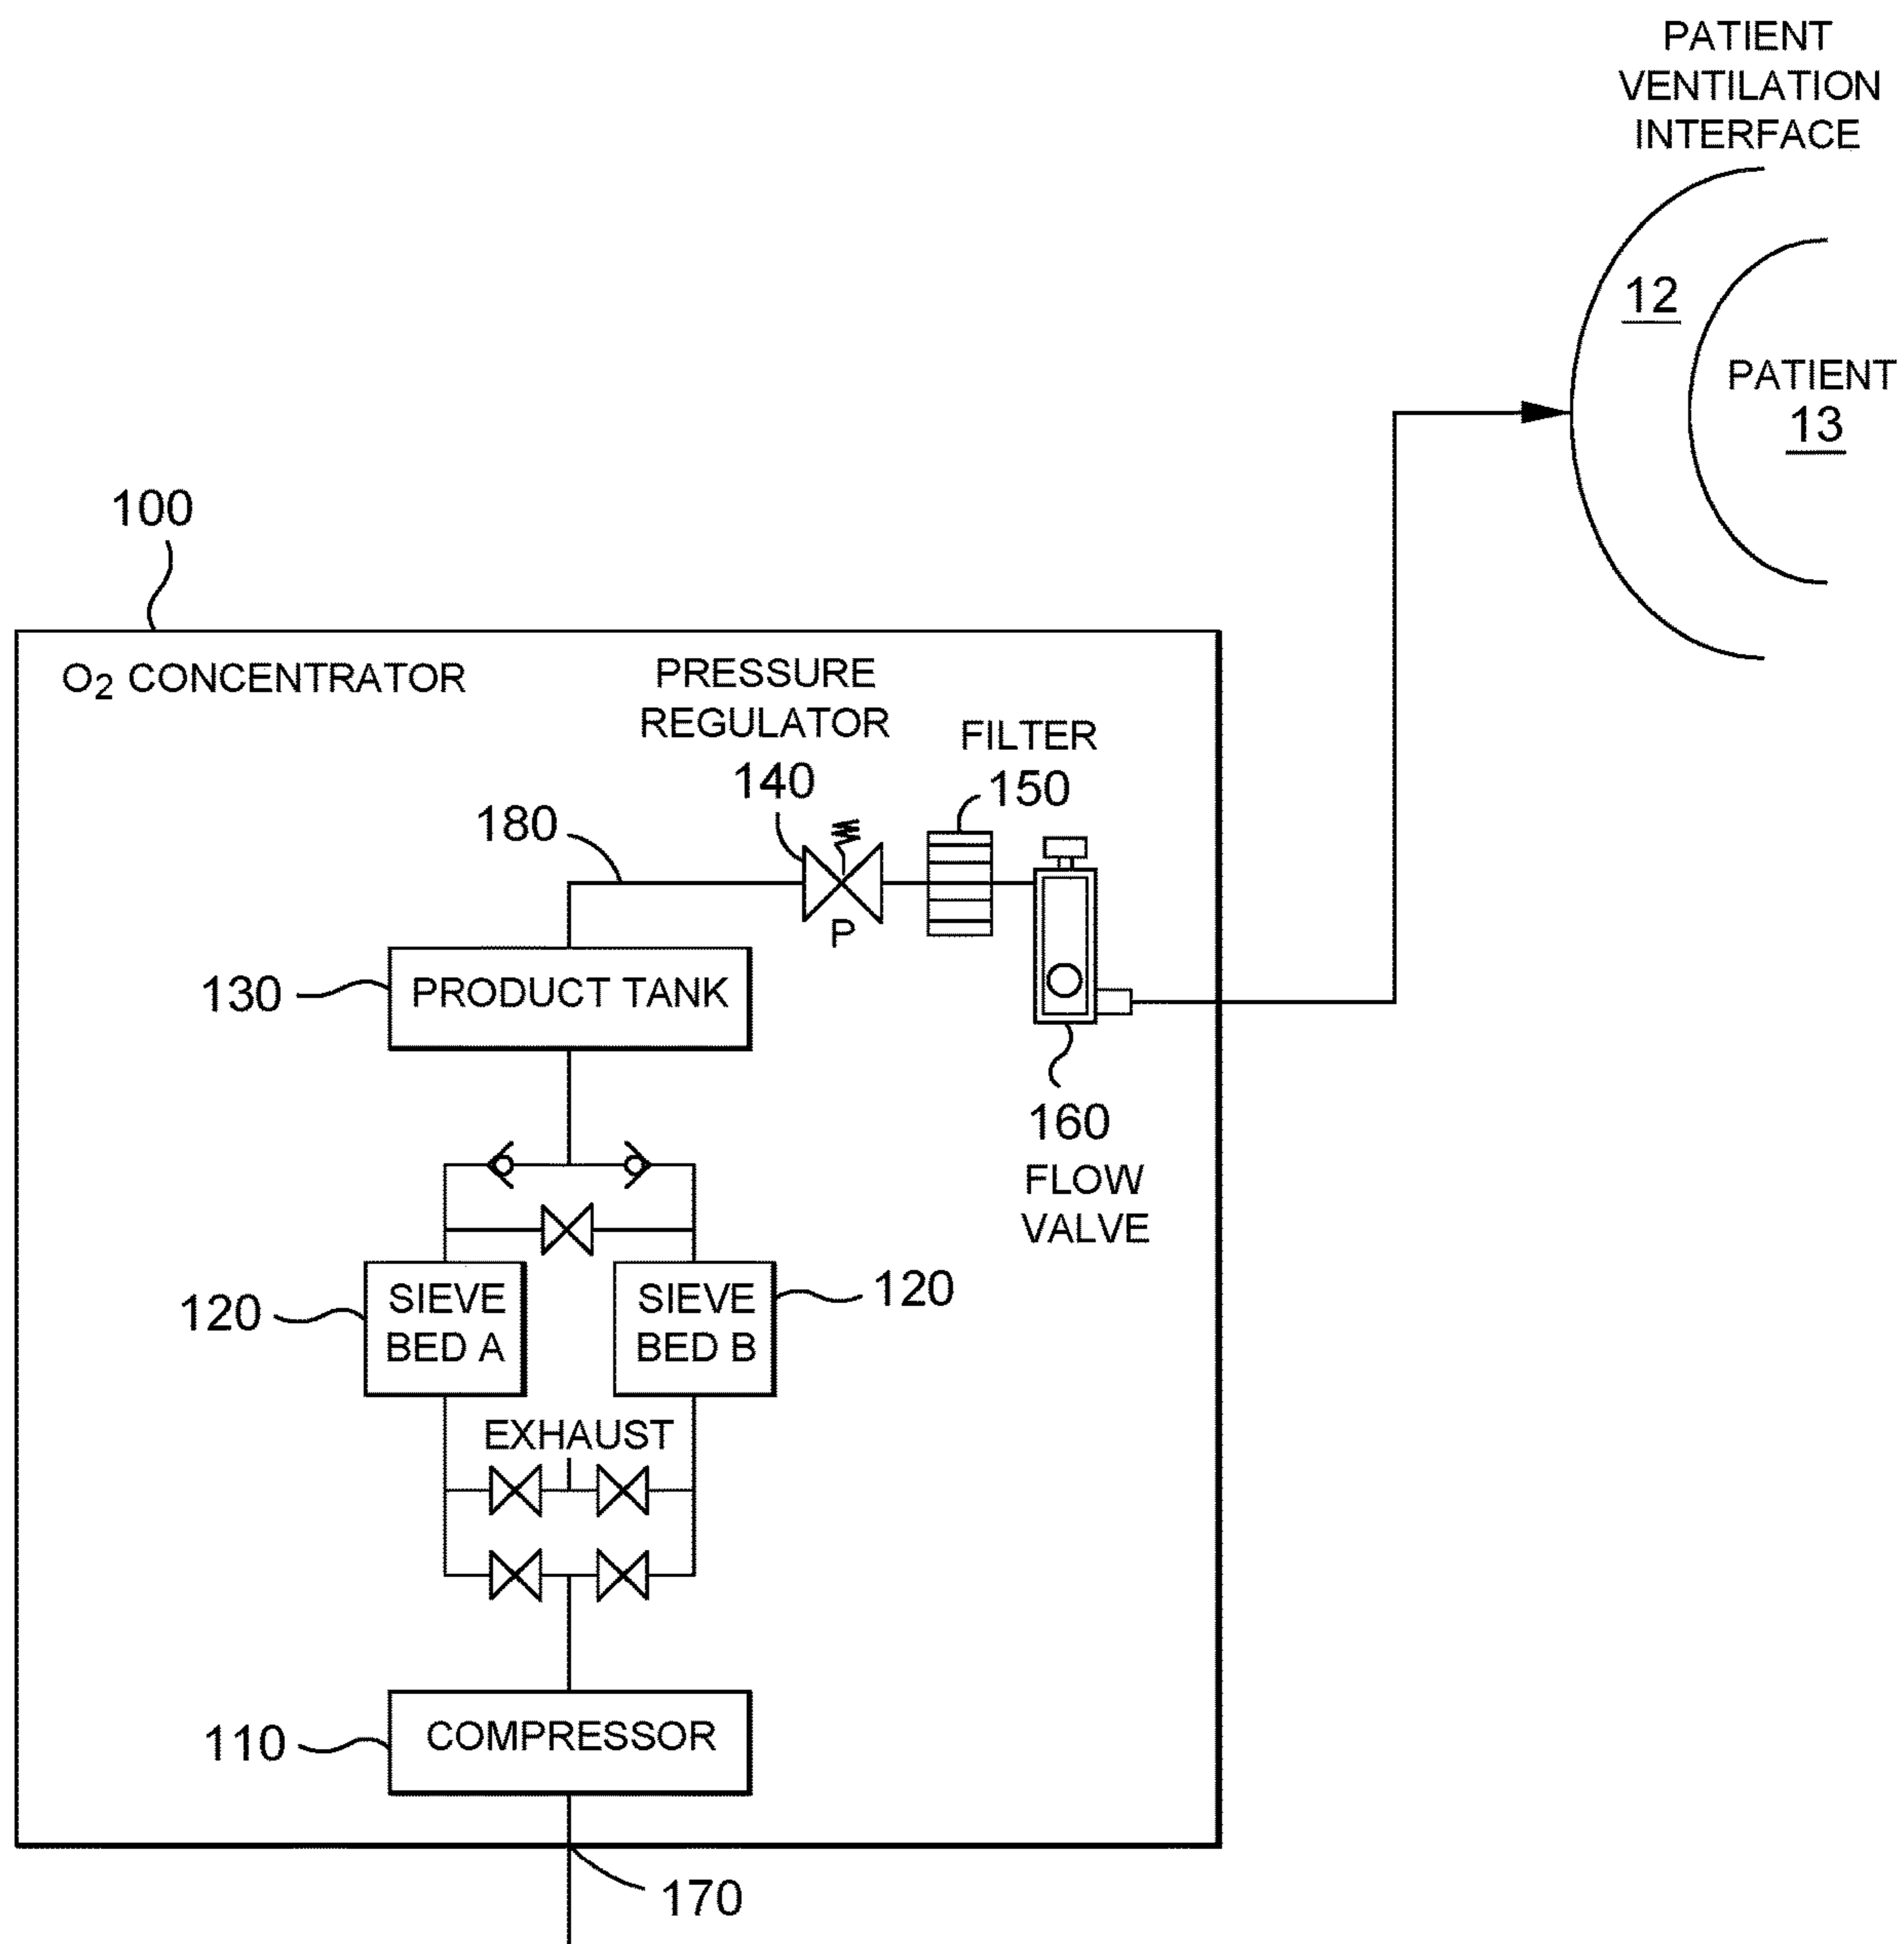 PATIENT
VENTILATION
INTERFACE
12
PATIENT
13
100
O2 CONCENTRATOR
PRESSURE
REGULATOR
140
FILTER
150
180
P
130
PRODUCT TANK
160
FLOW
VALVE
120
SIEVE
BED A
SIEVE
BED B
120
EXHAUST
110
COMPRESSOR
170